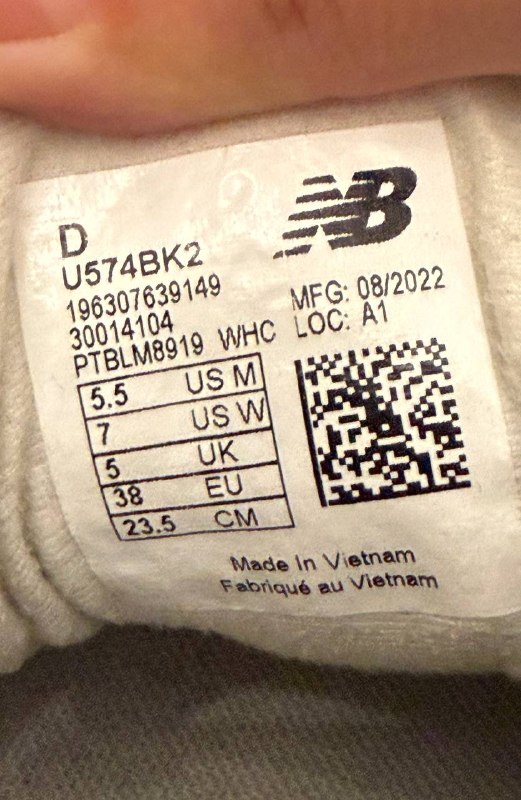 NB
D
U574BK2
196307639149
30014104
PTBLM8919 WHC
MFG: 08/2022
LOC: A1
5.5 US M
7 US W
5 UK
38 EU
23.5 CM
Made In Vietnam
Fabriqué au Vietnam